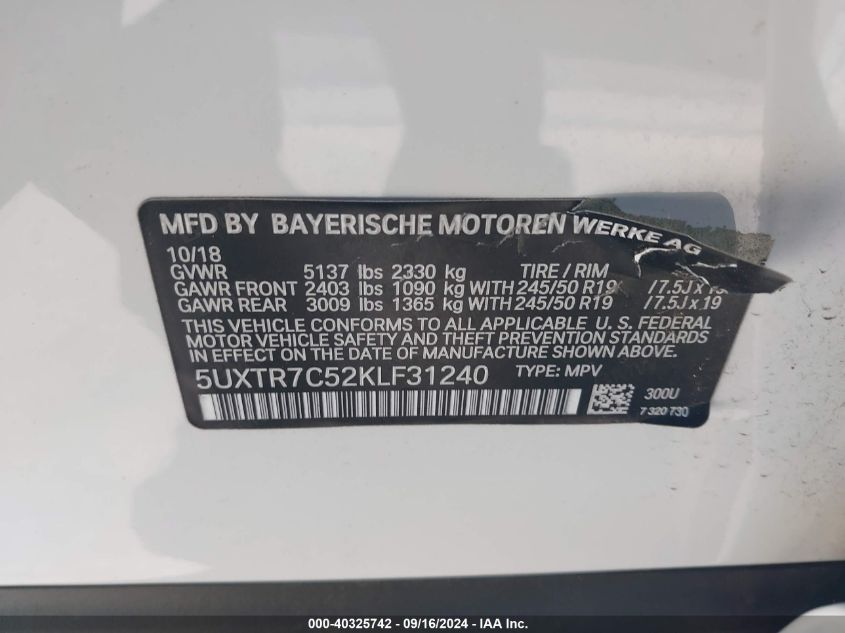 MFD BY BAYERISCHE MOTOREN WERKE AG
10/18
GVWR 5137 lbs 2330 kg TIRE / RIM
GAWR FRONT 2403 lbs 1090 kg WITH 245/50 R19 /7.5J x
GAWR REAR 3009 lbs 1365 kg WITH 245/50 R19 /7.5J x 19
THIS VEHICLE CONFORMS TO ALL APPLICABLE U. S. FEDERAL
MOTOR VEHICLE SAFETY AND THEFT PREVENTION STANDARDS
IN EFFECT ON THE DATE OF MANUFACTURE SHOWN ABOVE.
5UXTR7C52KLF31240 TYPE: MPV
300U
7 320 730
000-40325742 - 09/16/2024 - IAA Inc.